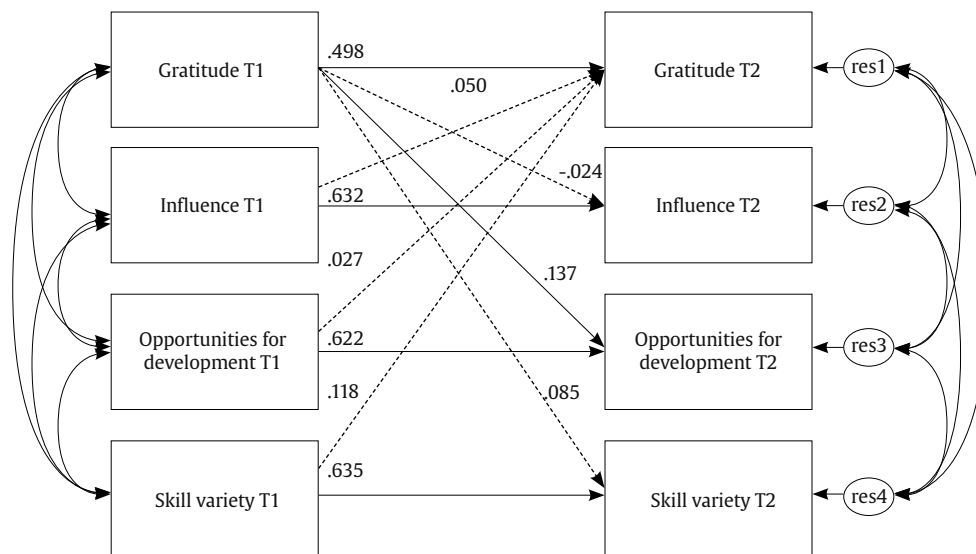 Gratitude T1
.498
Gratitude T2
res1
.050
-.024
Influence T1
.632
Influence T2
res2
.027
.137
Opportunities for
development T1
.622
Opportunities for
development T2
res3
.118
.085
Skill variety T1
.635
Skill variety T2
res4